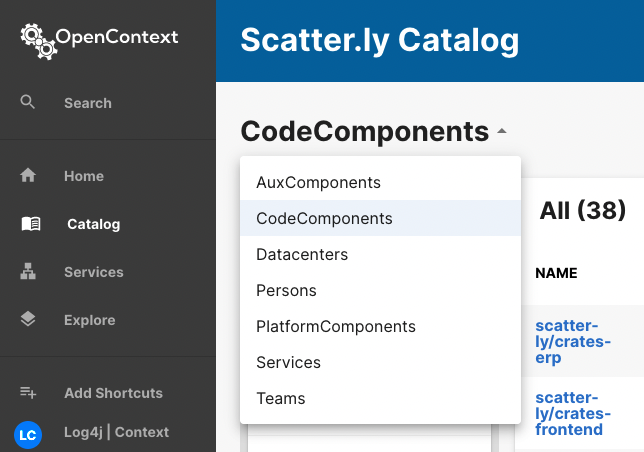 OpenContext
Search
Home
Catalog
Services
Explore
Add Shortcuts
LC
Log4j | Context
Scatter.ly Catalog
CodeComponents
AuxComponents
CodeComponents
Datacenters
Persons
PlatformComponents
Services
Teams
All (38)
NAME
scatter-
ly/crates-
erp
scatter-
ly/crates-
frontend